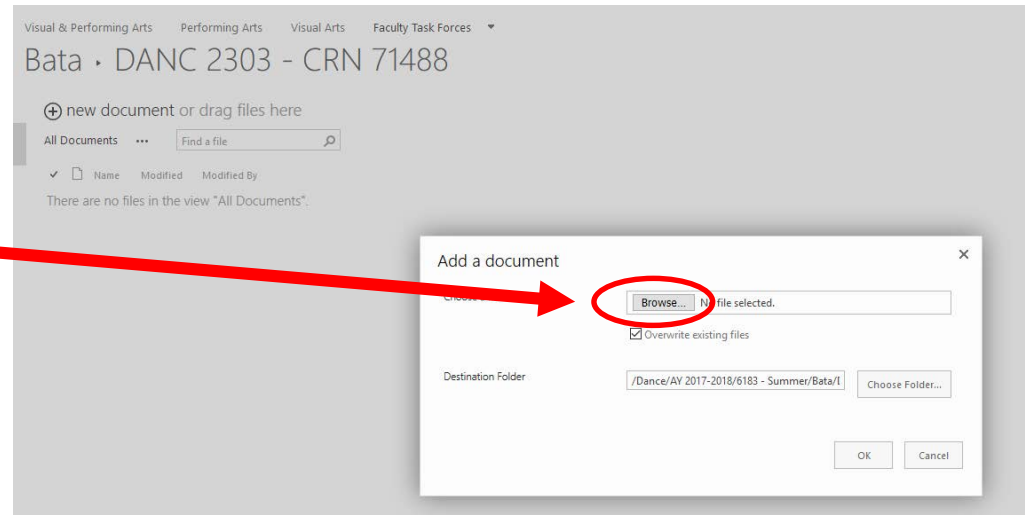 Visual & Performing Arts Performing Arts Visual Arts Faculty Task Forces
Bata › DANC 2303 - CRN 71488
new document or drag files here
All Documents ••• Find a file
Name Modified Modified By
There are no files in the view "All Documents".
Add a document
Browse... No file selected.
Overwrite existing files
Destination Folder /Dance/AY 2017-2018/6183 - Summer/Bata/ Choose Folder...
OK Cancel